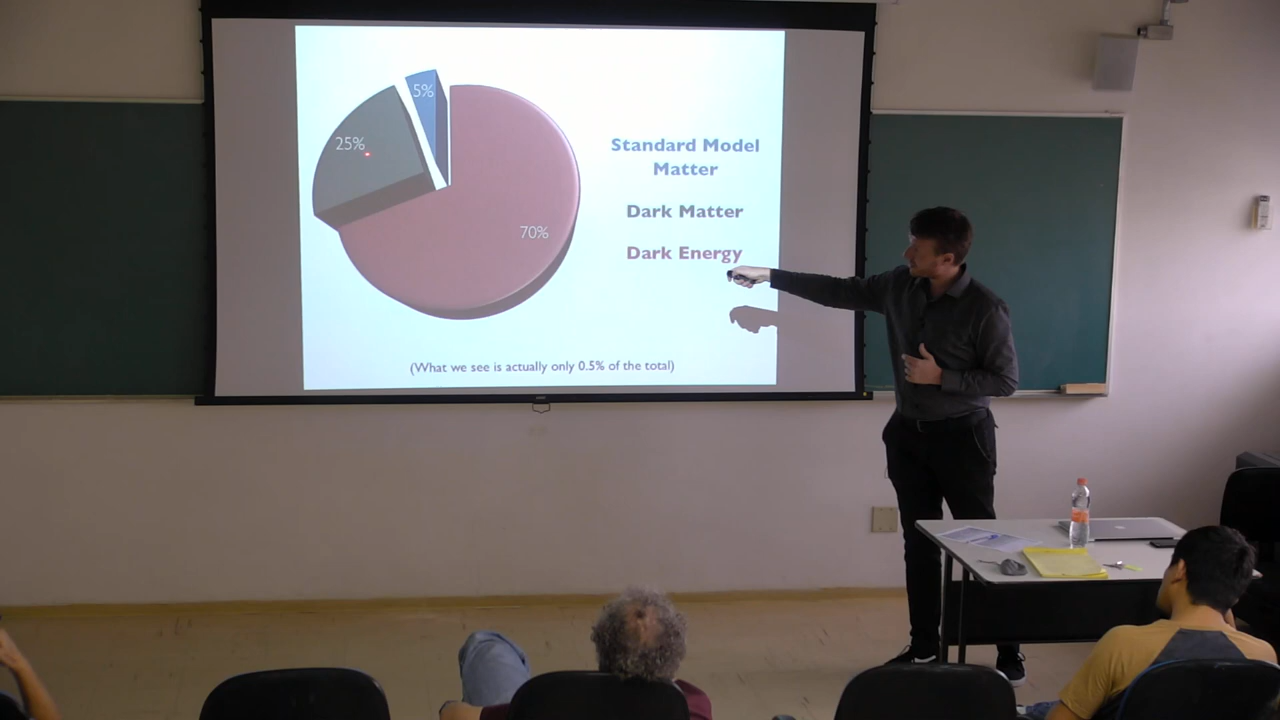 5%
25%
70%
Standard Model
Matter
Dark Matter
Dark Energy
(What we see is actually only 0.5% of the total)